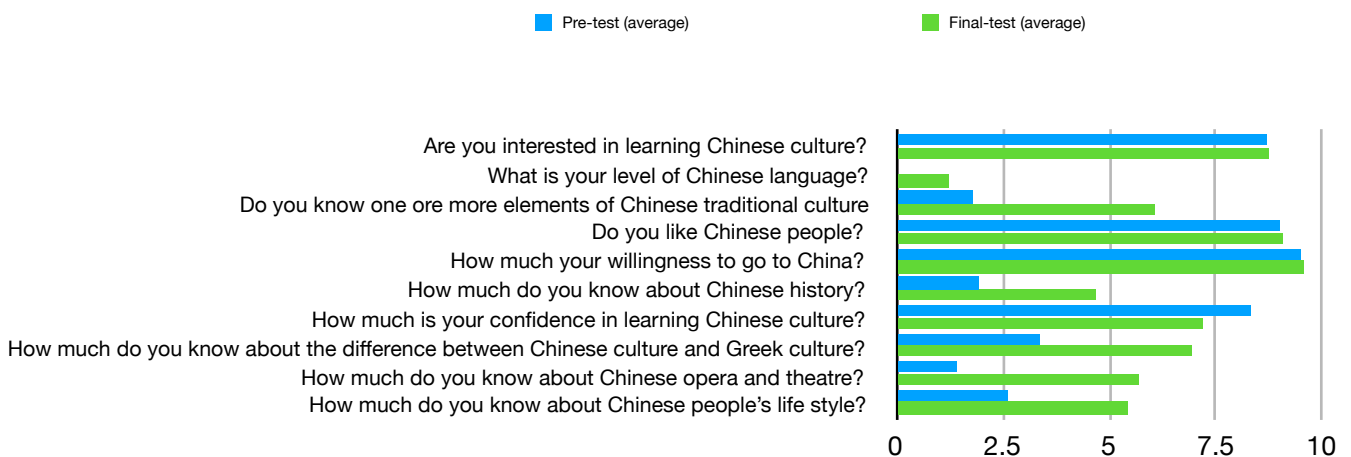 Pre-test (average)
Final-test (average)
Are you interested in learning Chinese culture?
What is your level of Chinese language?
Do you know one ore more elements of Chinese traditional culture
Do you like Chinese people?
How much your willingness to go to China?
How much do you know about Chinese history?
How much is your confidence in learning Chinese culture?
How much do you know about the difference between Chinese culture and Greek culture?
How much do you know about Chinese opera and theatre?
How much do you know about Chinese people’s life style?
0 2.5 5 7.5 10